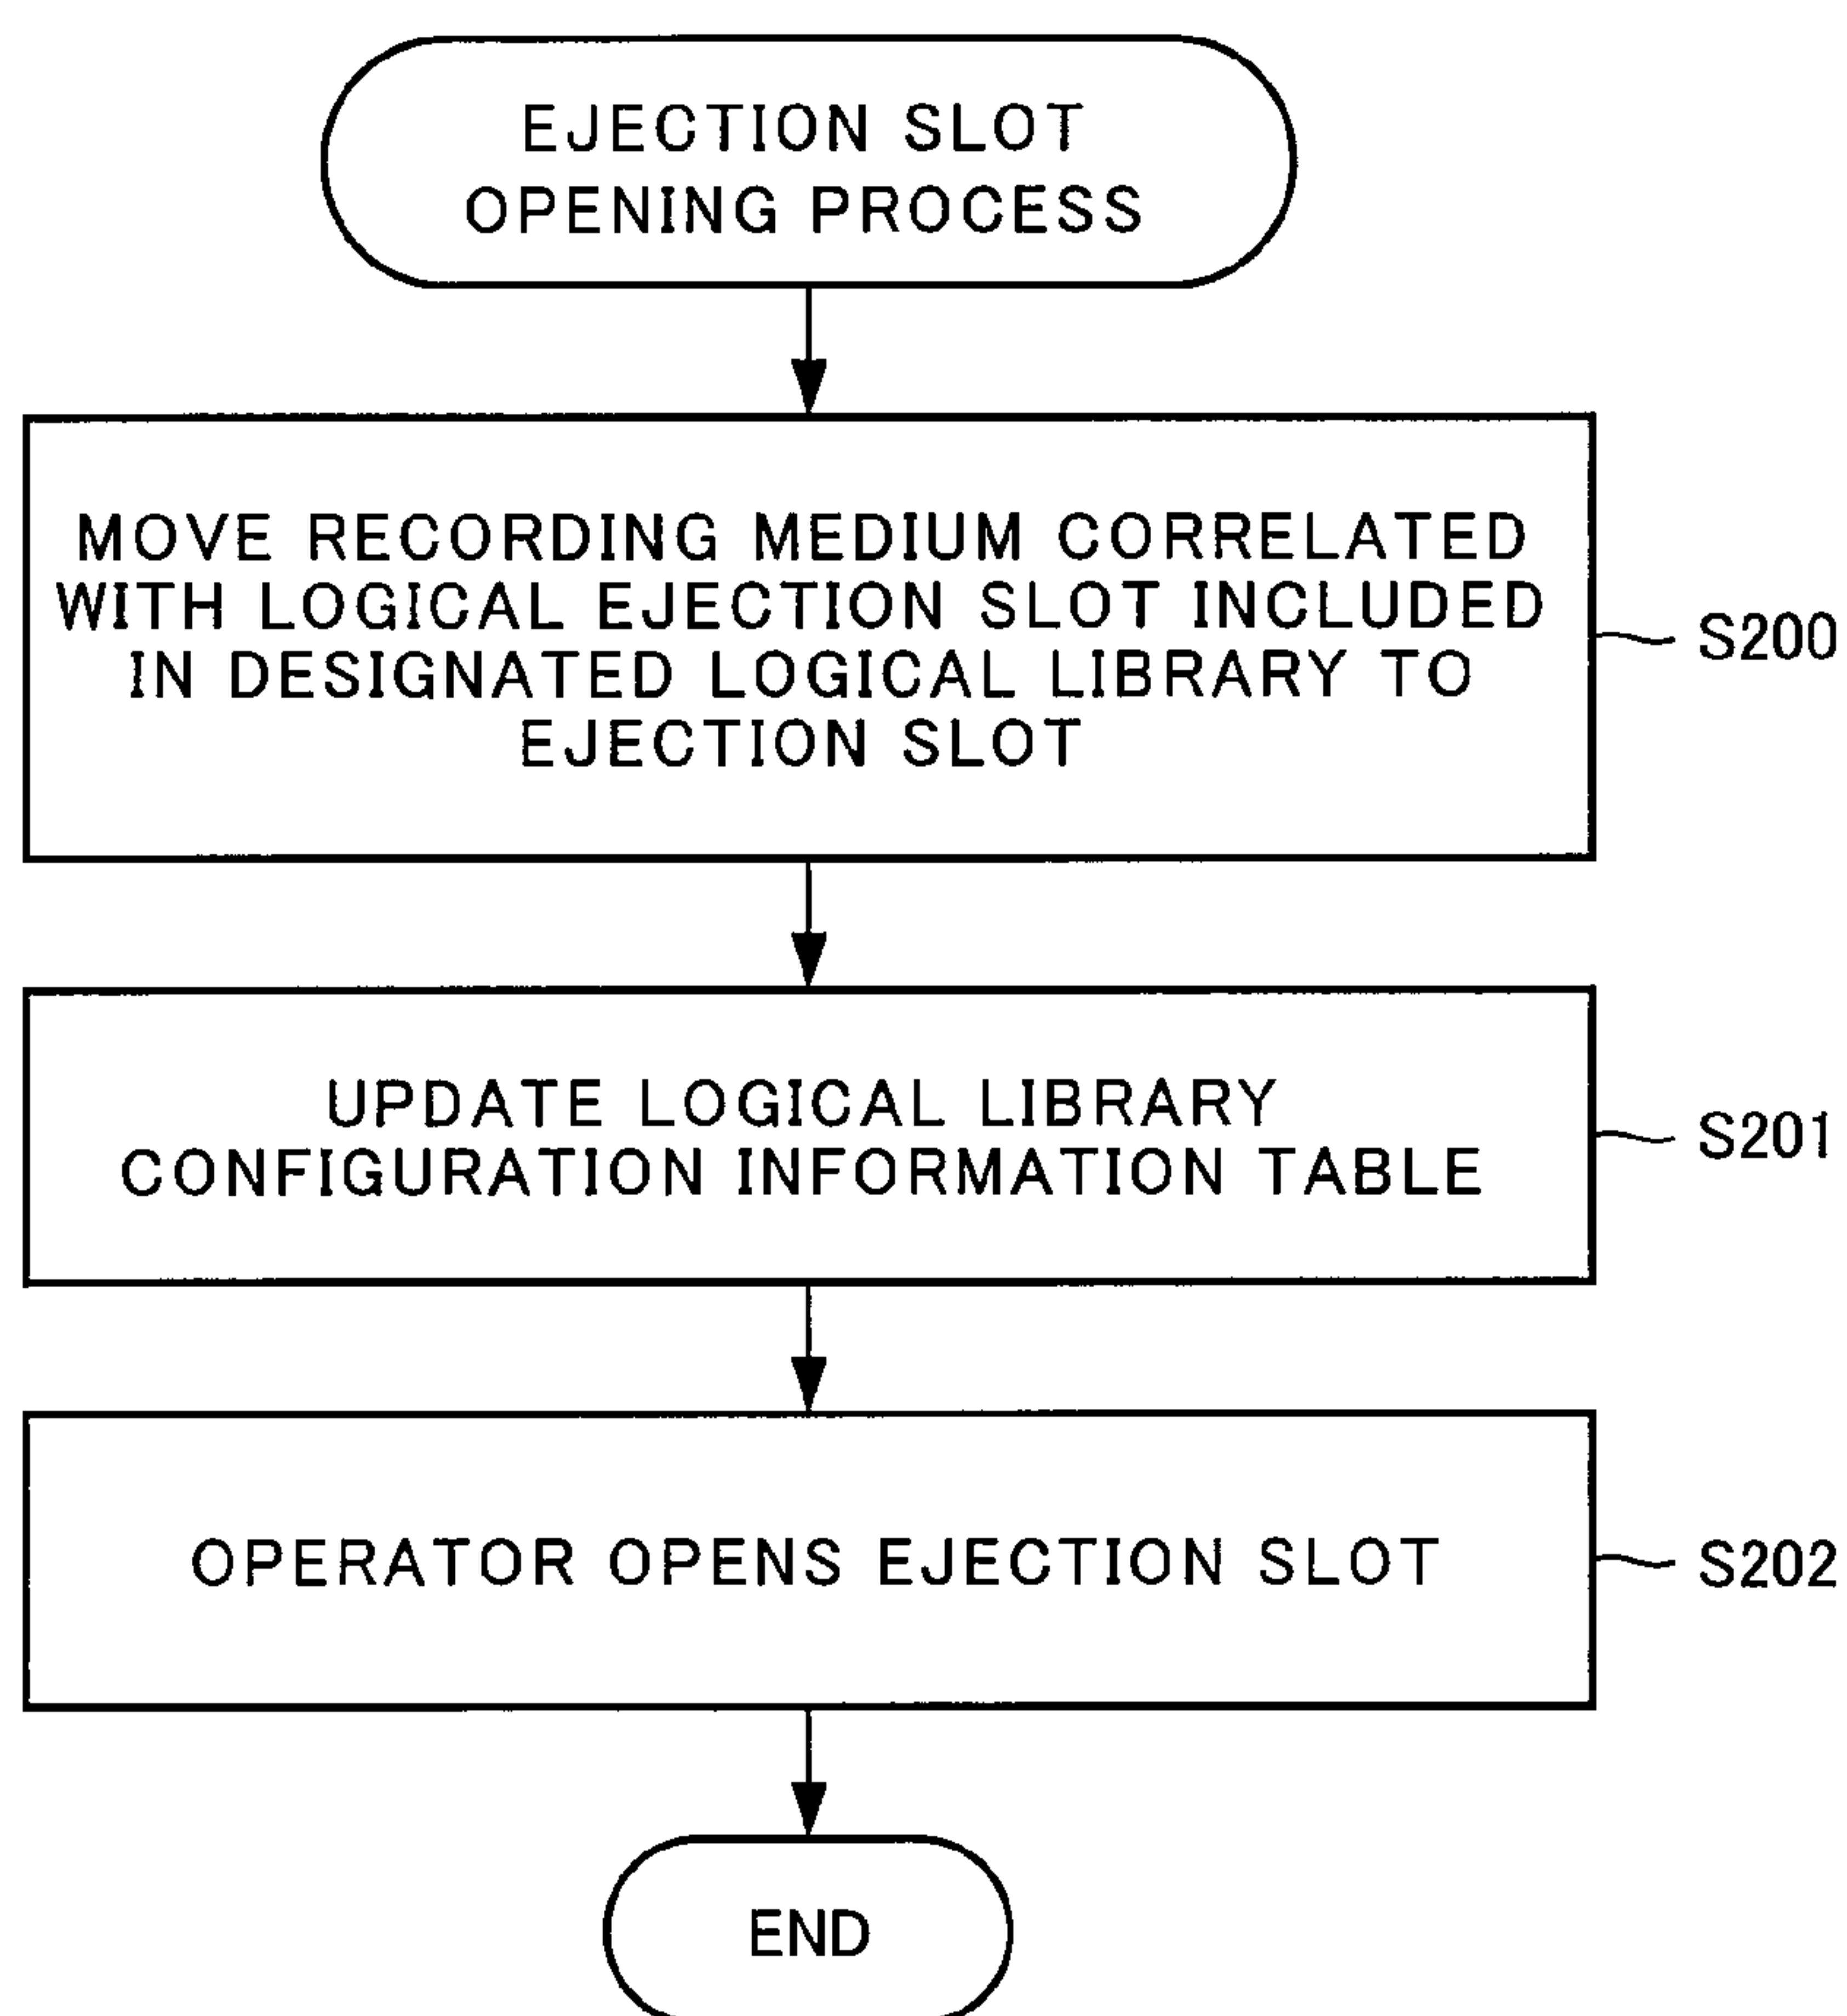 EJECTION SLOT
OPENING PROCESS
MOVE RECORDING MEDIUM CORRELATED
WITH LOGICAL EJECTION SLOT INCLUDED
IN DESIGNATED LOGICAL LIBRARY TO
EJECTION SLOT
S200
UPDATE LOGICAL LIBRARY
CONFIGURATION INFORMATION TABLE
S201
OPERATOR OPENS EJECTION SLOT
S202
END